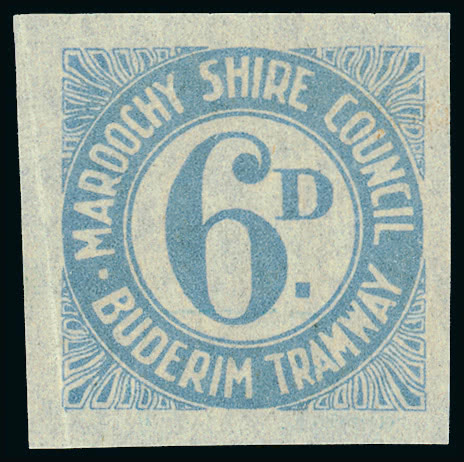 MAROOCHY SHIRE COUNCIL
6D.
· BUDERIM TRAMWAY